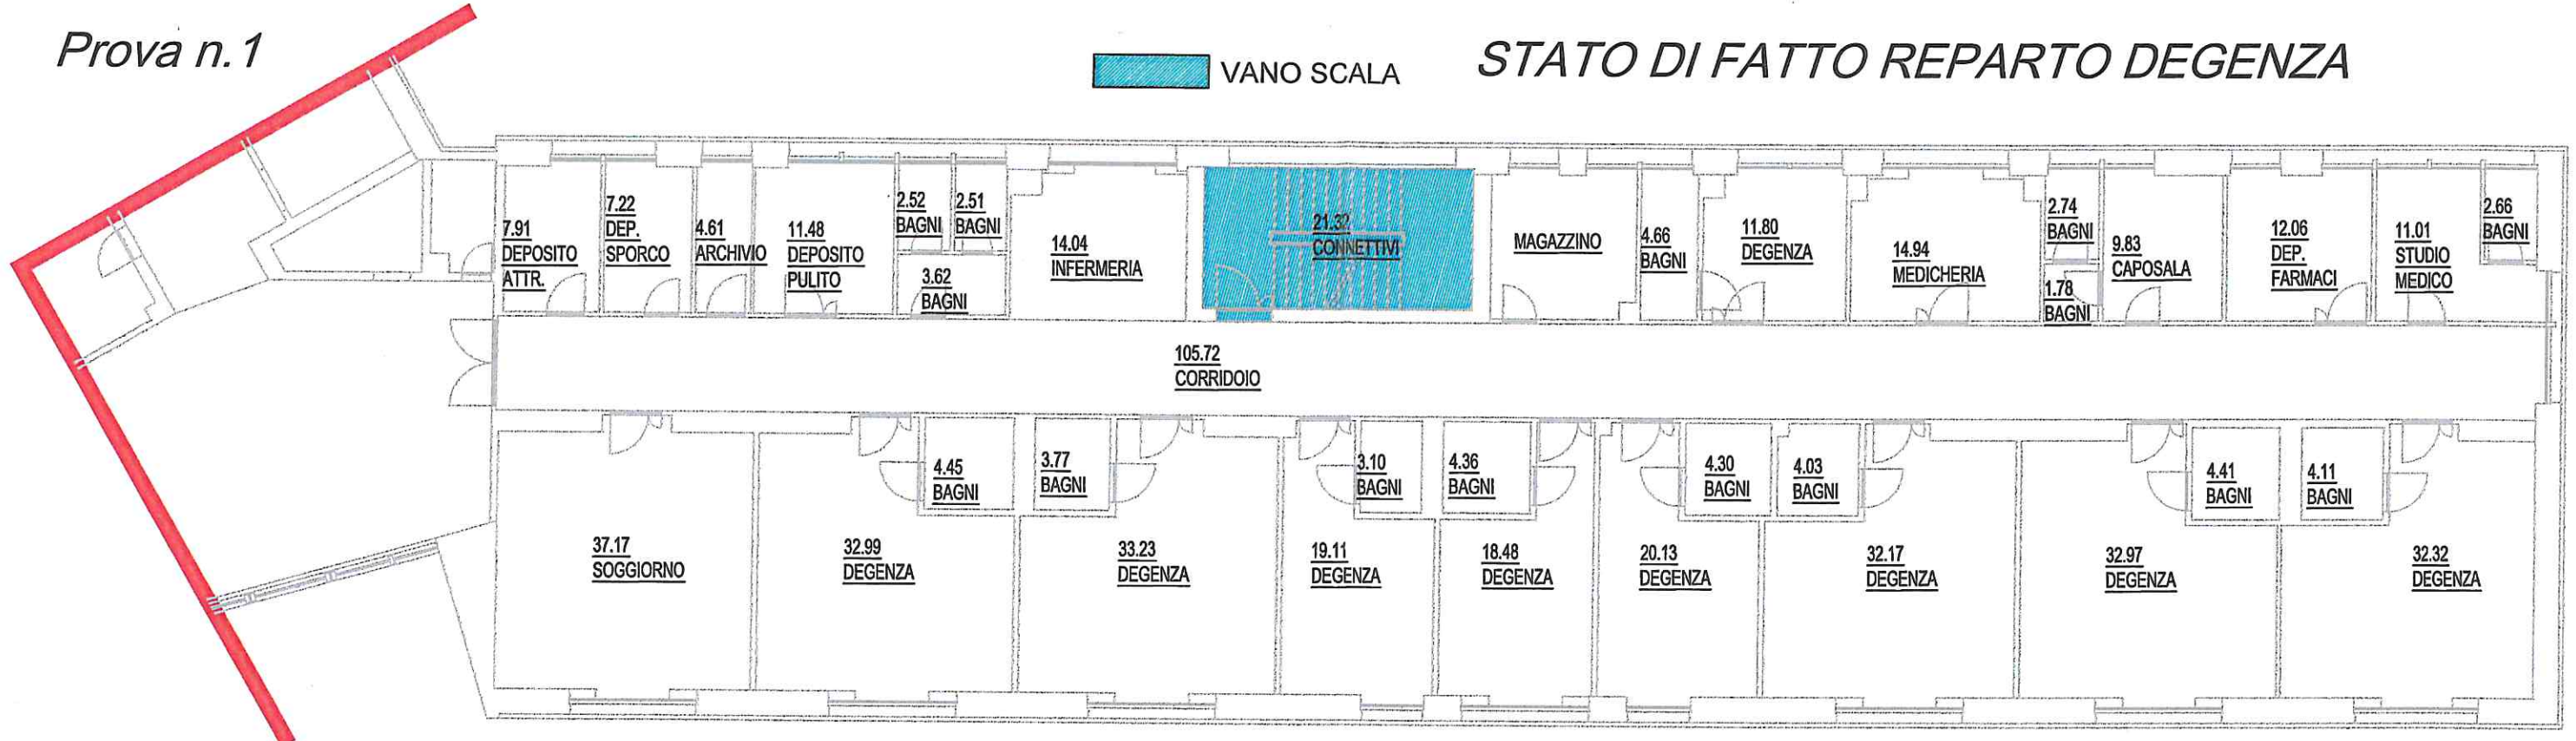 Prova n.1
VANO SCALA
STATO DI FATTO REPARTO DEGENZA
7.91
DEPOSITO
ATTR.
7.22
DEP.
SPORCO
4.61
ARCHIVIO
11.48
DEPOSITO
PULITO
2.52
BAGNI
2.51
BAGNI
3.62
BAGNI
14.04
INFERMERIA
21.32
CONNETTIVI
MAGAZZINO
4.66
BAGNI
11.80
DEGENZA
14.94
MEDICHERIA
2.74
BAGNI
1.78
BAGNI
9.83
CAPOSALA
12.06
DEP.
FARMACI
11.01
STUDIO
MEDICO
2.66
BAGNI
105.72
CORRIDOIO
37.17
SOGGIORNO
32.99
DEGENZA
4.45
BAGNI
3.77
BAGNI
33.23
DEGENZA
19.11
DEGENZA
3.10
BAGNI
4.36
BAGNI
18.48
DEGENZA
20.13
DEGENZA
4.30
BAGNI
4.03
BAGNI
32.17
DEGENZA
32.97
DEGENZA
4.41
BAGNI
4.11
BAGNI
32.32
DEGENZA